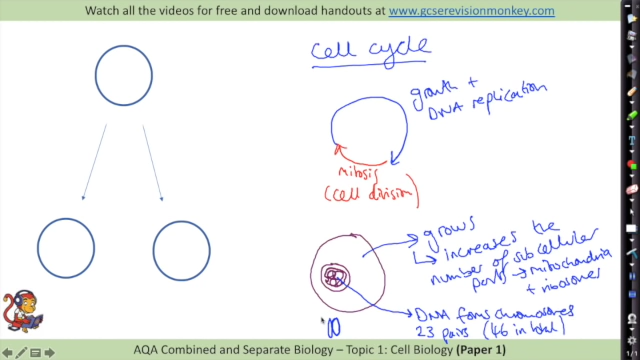 Watch all the videos for free and download handouts at www.gcserevisionmonkey.com
Cell cycle
growth +
DNA replication
mitosis
(cell division)
grows
increases the
number of subcellular
parts → mitochondria
+ ribosomes
DNA forms chromosomes
23 pairs (46 in total)
AQA Combined and Separate Biology – Topic 1: Cell Biology (Paper 1)